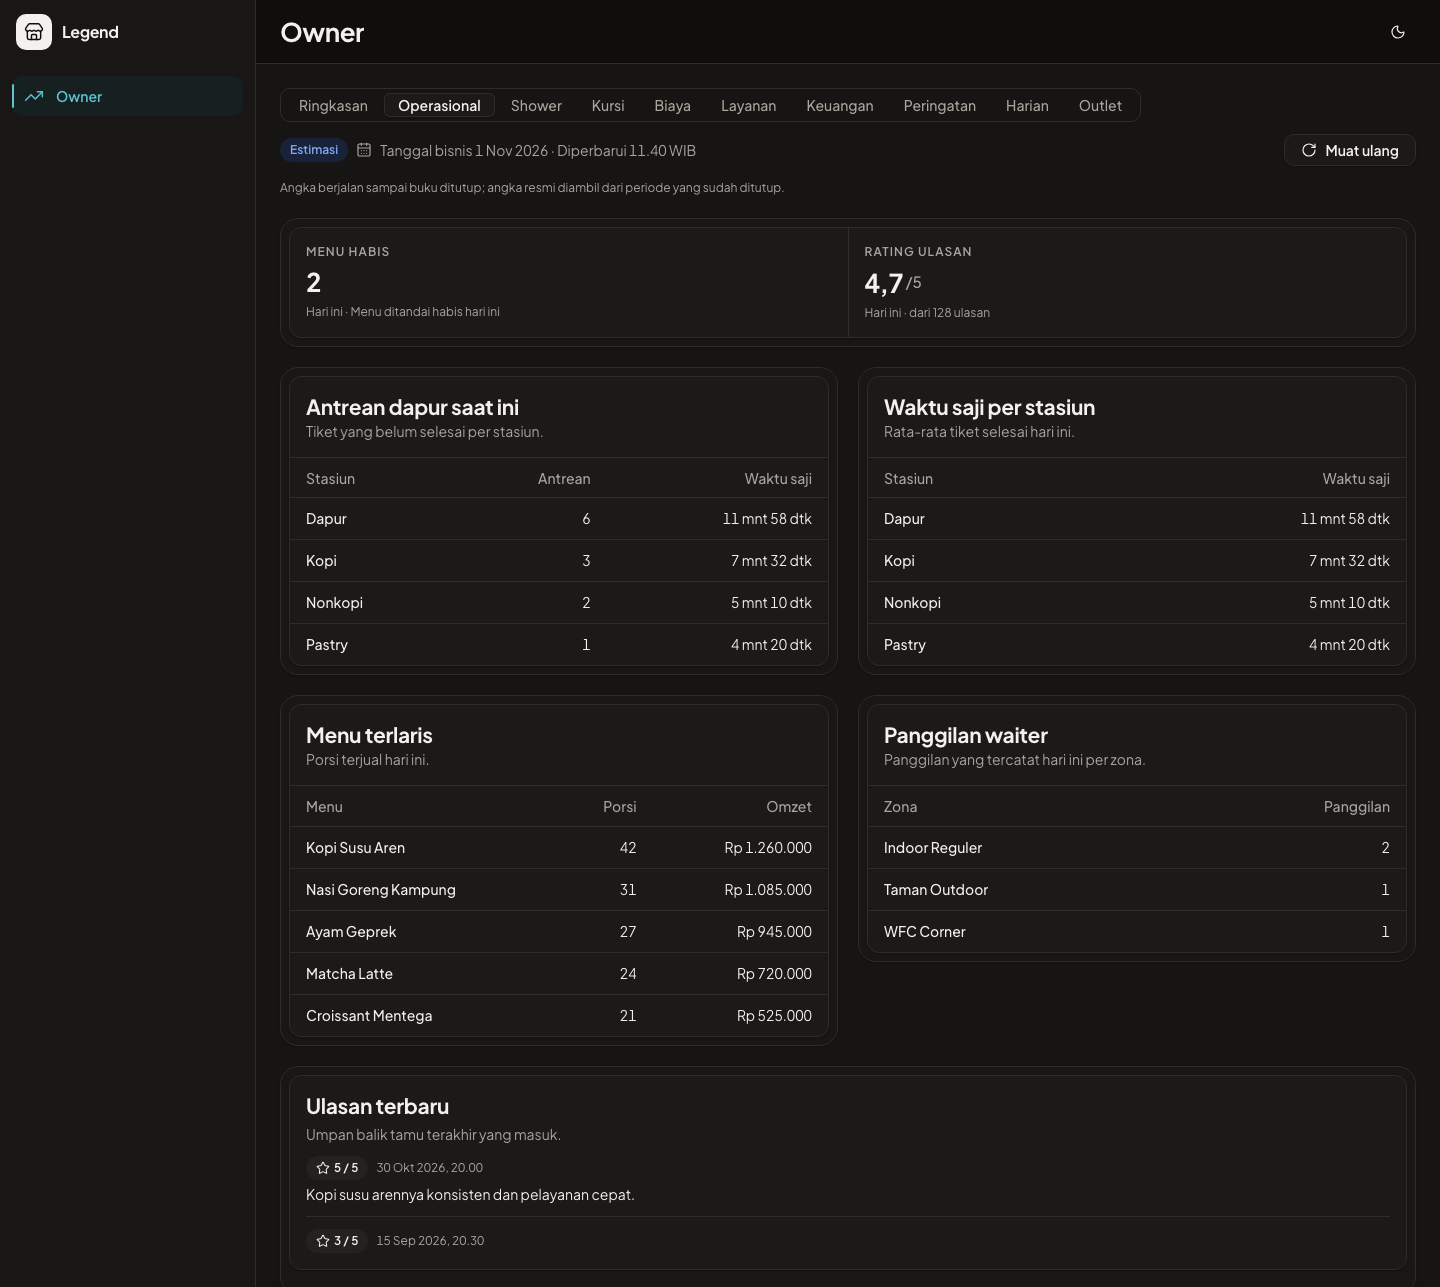 Legend
Owner
Owner
Ringkasan Operasional Shower Kursi Biaya Layanan Keuangan Peringatan Harian Outlet
Estimasi Tanggal bisnis 1 Nov 2026 · Diperbarui 11.40 WIB
Muat ulang
Angka berjalan sampai buku ditutup; angka resmi diambil dari periode yang sudah ditutup.
MENU HABIS
2
Hari ini · Menu ditandai habis hari ini
RATING ULASAN
4,7 /5
Hari ini · dari 128 ulasan
Antrean dapur saat ini
Tiket yang belum selesai per stasiun.
Stasiun Antrean Waktu saji
Dapur 6 11 mnt 58 dtk
Kopi 3 7 mnt 32 dtk
Nonkopi 2 5 mnt 10 dtk
Pastry 1 4 mnt 20 dtk
Waktu saji per stasiun
Rata-rata tiket selesai hari ini.
Stasiun Waktu saji
Dapur 11 mnt 58 dtk
Kopi 7 mnt 32 dtk
Nonkopi 5 mnt 10 dtk
Pastry 4 mnt 20 dtk
Menu terlaris
Porsi terjual hari ini.
Menu Porsi Omzet
Kopi Susu Aren 42 Rp 1.260.000
Nasi Goreng Kampung 31 Rp 1.085.000
Ayam Geprek 27 Rp 945.000
Matcha Latte 24 Rp 720.000
Croissant Mentega 21 Rp 525.000
Panggilan waiter
Panggilan yang tercatat hari ini per zona.
Zona Panggilan
Indoor Reguler 2
Taman Outdoor 1
WFC Corner 1
Ulasan terbaru
Umpan balik tamu terakhir yang masuk.
5 / 5 30 Okt 2026, 20.00
Kopi susu arennya konsisten dan pelayanan cepat.
3 / 5 15 Sep 2026, 20.30